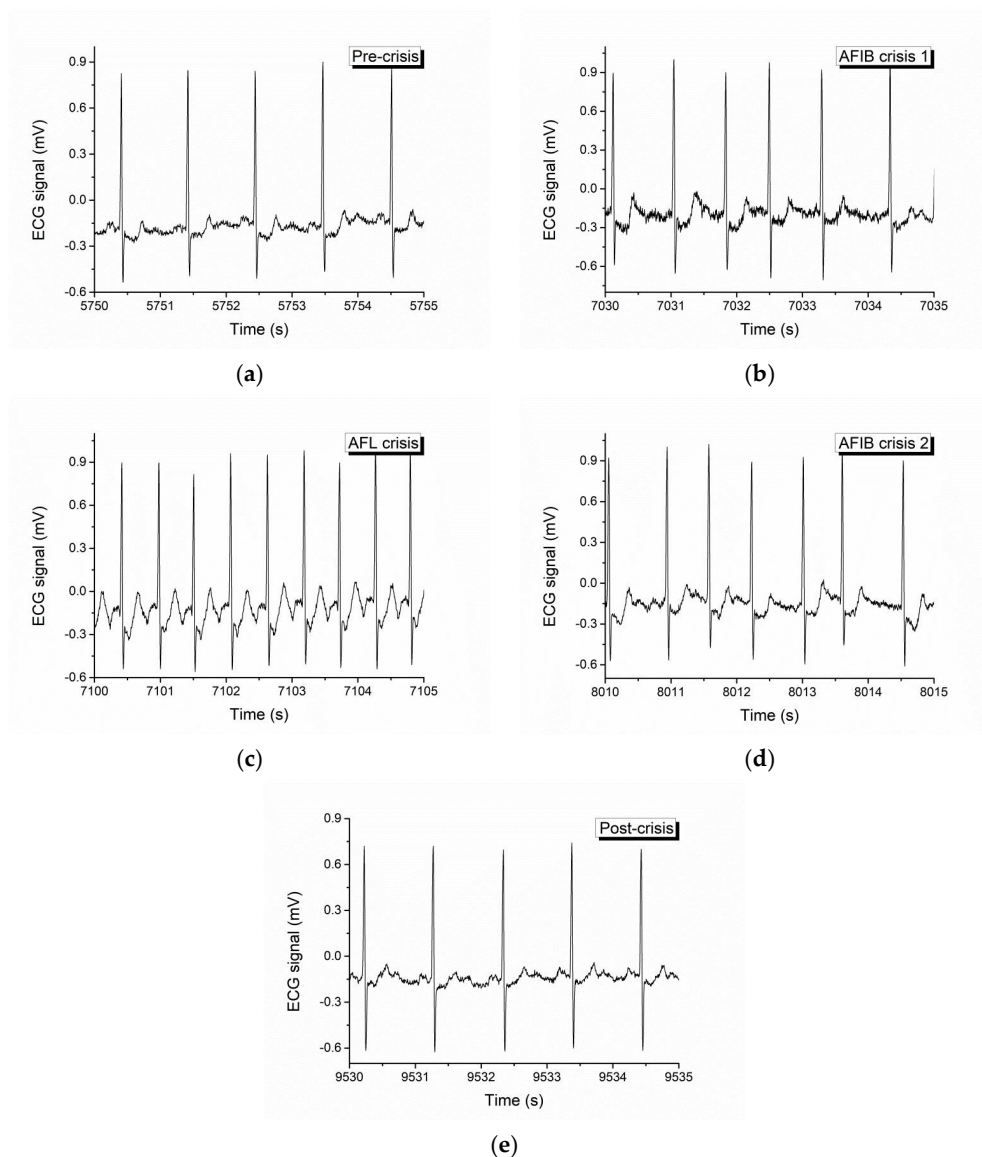 Pre-crisis
ECG signal (mV)
0.9
0.6
0.3
0.0
-0.3
-0.6
5750 5751 5752 5753 5754 5755
Time (s)
(a)
AFIB crisis 1
ECG signal (mV)
0.9
0.6
0.3
0.0
-0.3
-0.6
7030 7031 7032 7033 7034 7035
Time (s)
(b)
AFL crisis
ECG signal (mV)
0.9
0.6
0.3
0.0
-0.3
-0.6
7100 7101 7102 7103 7104 7105
Time (s)
(c)
AFIB crisis 2
ECG signal (mV)
0.9
0.6
0.3
0.0
-0.3
-0.6
8010 8011 8012 8013 8014 8015
Time (s)
(d)
Post-crisis
ECG signal (mV)
0.9
0.6
0.3
0.0
-0.3
-0.6
9530 9531 9532 9533 9534 9535
Time (s)
(e)